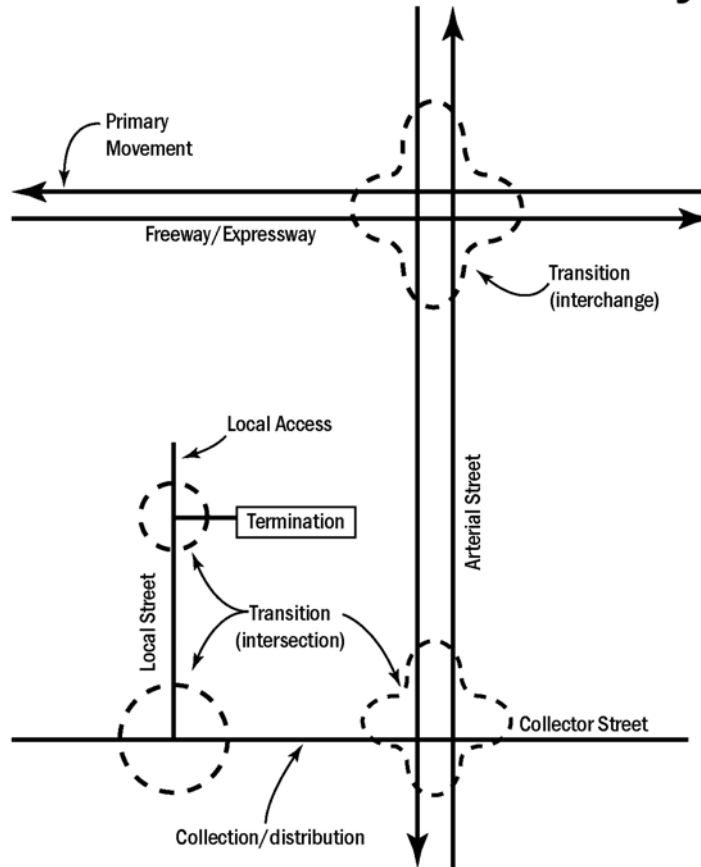 Primary
Movement
Freeway/Expressway
Transition
(interchange)
Local Access
Termination
Arterial Street
Local Street
Transition
(intersection)
Collector Street
Collection/distribution